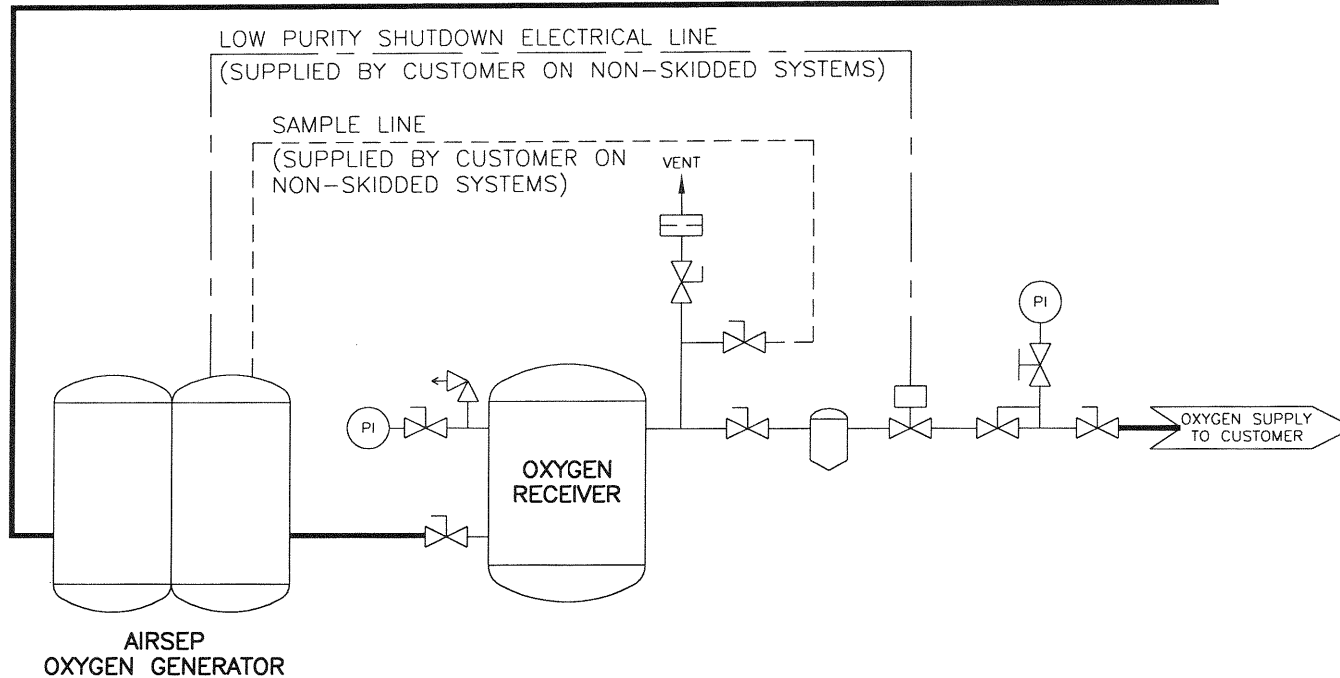 LOW PURITY SHUTDOWN ELECTRICAL LINE
(SUPPLIED BY CUSTOMER ON NON-SKIDDED SYSTEMS)
SAMPLE LINE
(SUPPLIED BY CUSTOMER ON
NON-SKIDDED SYSTEMS)
VENT
PI
PI
OXYGEN SUPPLY
TO CUSTOMER
OXYGEN
RECEIVER
AIRSEP
OXYGEN GENERATOR